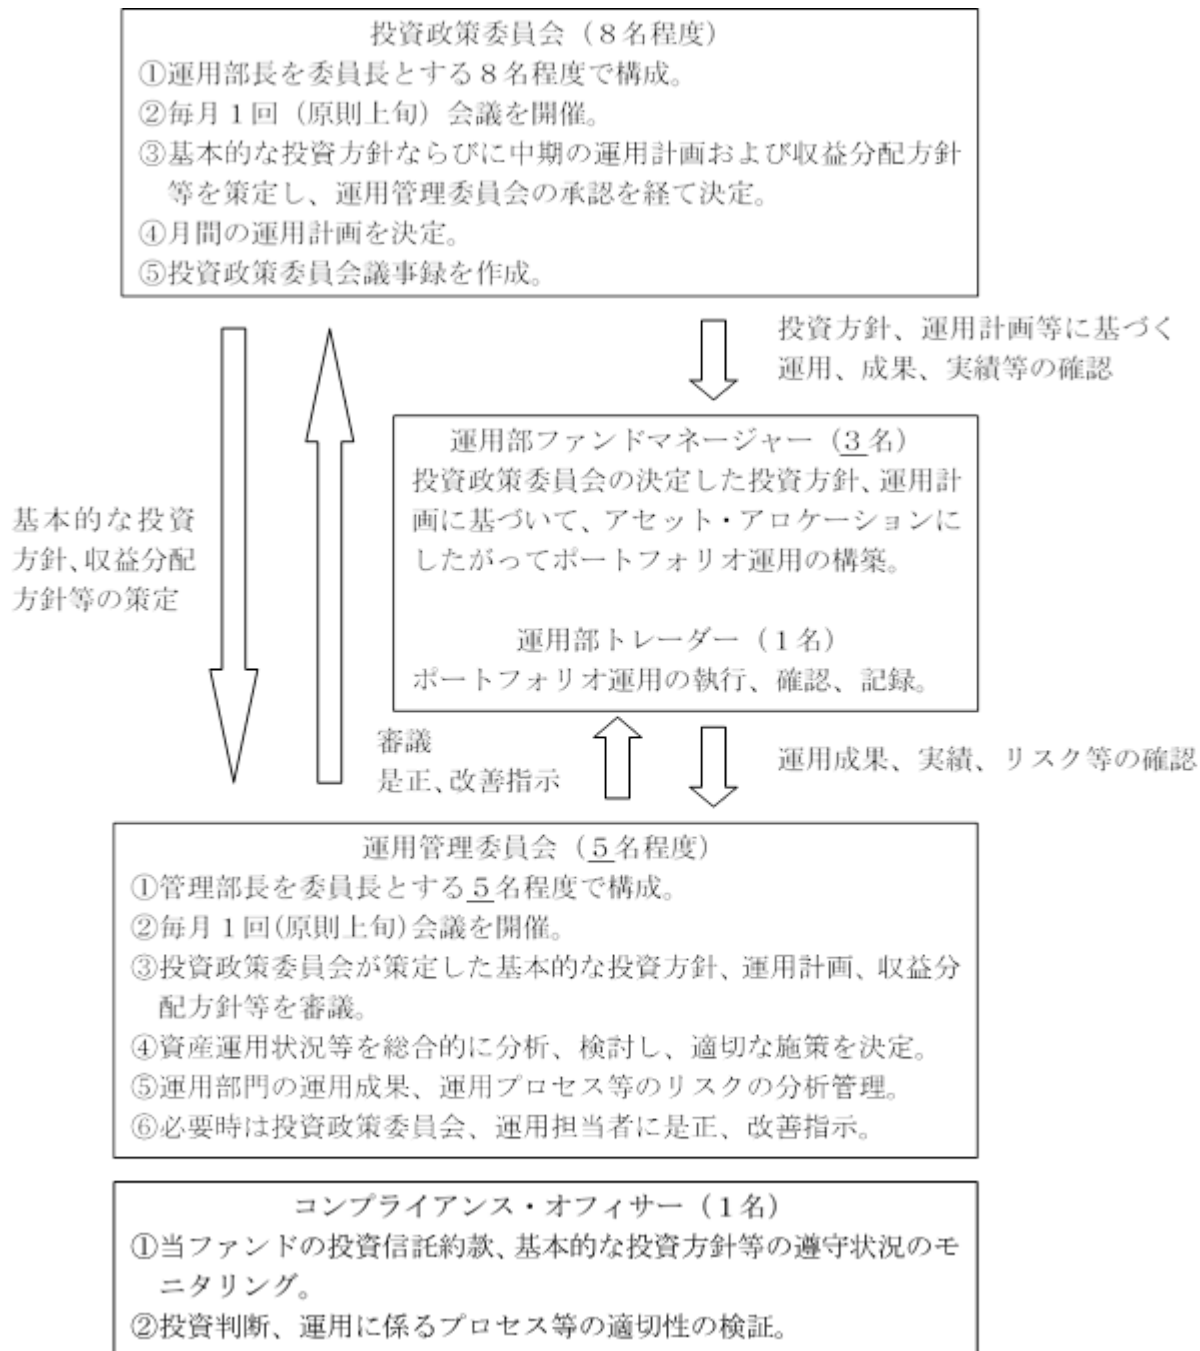 投資政策委員会（８名程度）
①運用部長を委員長とする８名程度で構成。
②毎月１回（原則上旬）会議を開催。
③基本的な投資方針ならびに中期の運用計画および収益分配方針
等を策定し、運用管理委員会の承認を経て決定。
④月間の運用計画を決定。
⑤投資政策委員会議事録を作成。
投資方針、運用計画等に基づく
運用、成果、実績等の確認
運用部ファンドマネージャー（３名）
投資政策委員会の決定した投資方針、運用計
画に基づいて、アセット・アロケーションに
したがってポートフォリオ運用の構築。
運用部トレーダー（１名）
ポートフォリオ運用の執行、確認、記録。
基本的な投資
方針、収益分配
方針等の策定
審議
是正、改善指示
運用成果、実績、リスク等の確認
運用管理委員会（５名程度）
①管理部長を委員長とする５名程度で構成。
②毎月１回(原則上旬)会議を開催。
③投資政策委員会が策定した基本的な投資方針、運用計画、収益分
配方針等を審議。
④資産運用状況等を総合的に分析、検討し、適切な施策を決定。
⑤運用部門の運用成果、運用プロセス等のリスクの分析管理。
⑥必要時は投資政策委員会、運用担当者に是正、改善指示。
コンプライアンス・オフィサー（１名）
①当ファンドの投資信託約款、基本的な投資方針等の遵守状況のモ
ニタリング。
②投資判断、運用に係るプロセス等の適切性の検証。